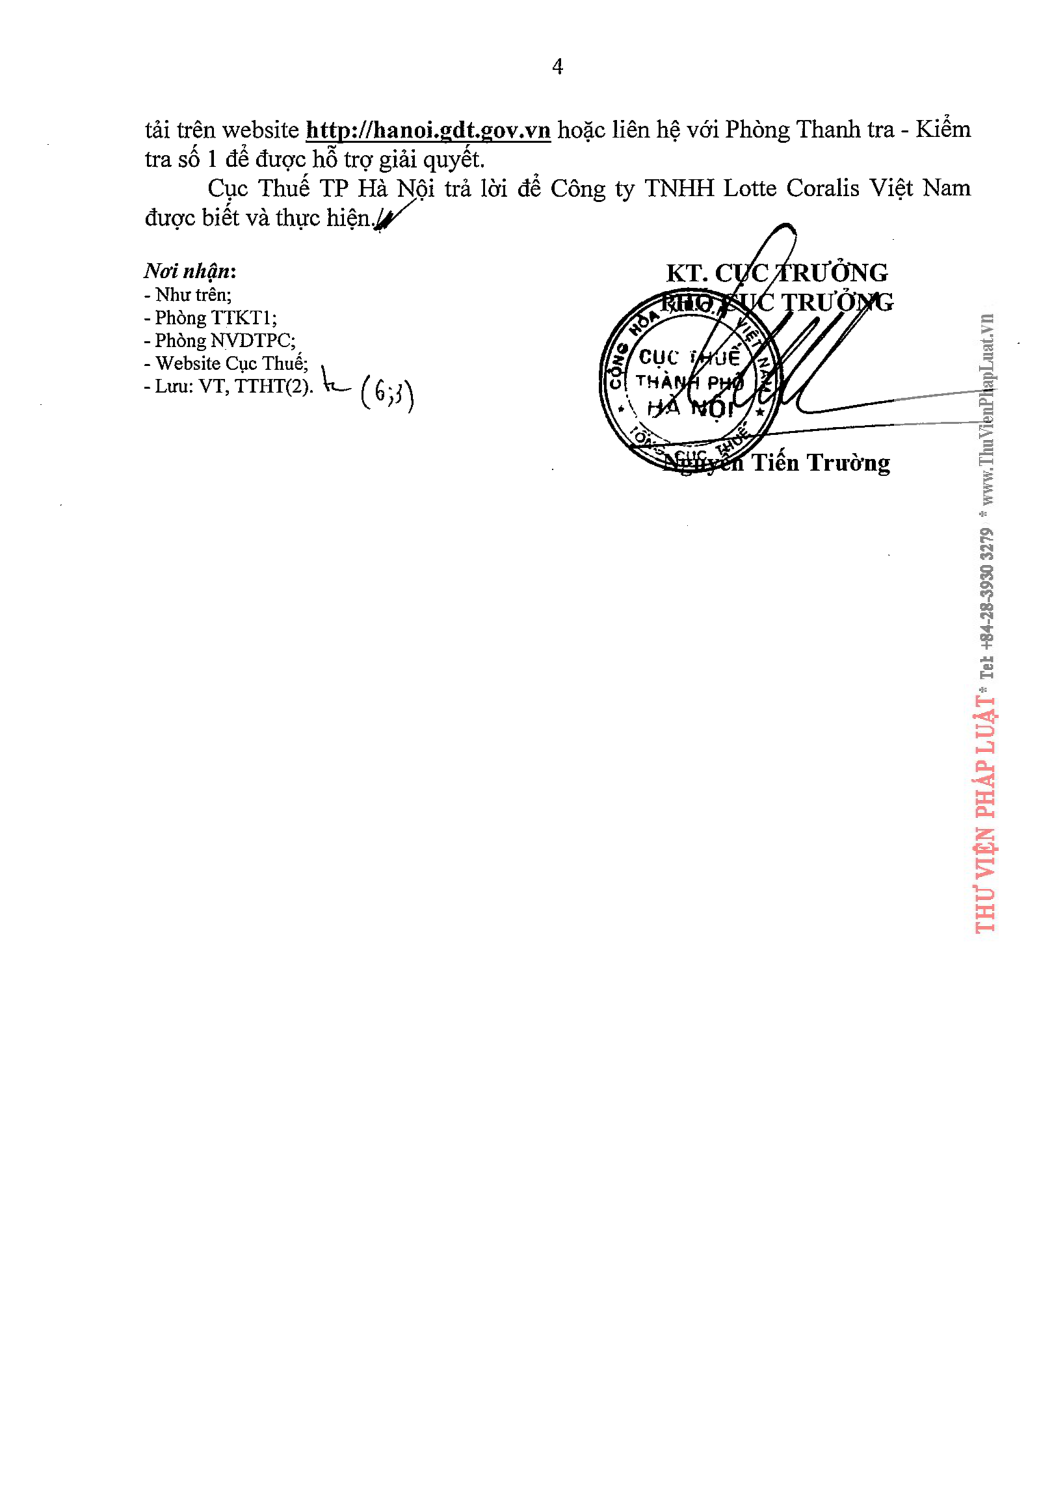 4
tải trên website http://hanoi.gdt.gov.vn hoặc liên hệ với Phòng Thanh tra - Kiểm
tra số 1 để được hỗ trợ giải quyết.
Cục Thuế TP Hà Nội trả lời để Công ty TNHH Lotte Coralis Việt Nam
được biết và thực hiện./.
Nơi nhận:
- Như trên;
- Phòng TTKT1;
- Phòng NVDTPC;
- Website Cục Thuế;
- Lưu: VT, TTHT(2).
(6;3)
KT. CỤC TRƯỞNG
PHÓ CỤC TRƯỞNG
CỘNG HÒA X.H.C.N VIỆT NAM
CỤC THUẾ
THÀNH PHỐ
HÀ NỘI
TỔNG CỤC THUẾ
Nguyễn Tiến Trường
THƯ VIỆN PHÁP LUẬT * Tel: +84-28-3930 3279 * www.ThuVienPhapLuat.vn